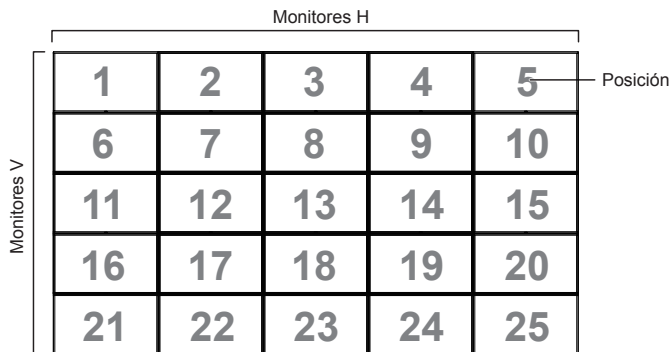 Monitores H
1 2 3 4 5 Posición
6 7 8 9 10
Monitores V
11 12 13 14 15
16 17 18 19 20
21 22 23 24 25